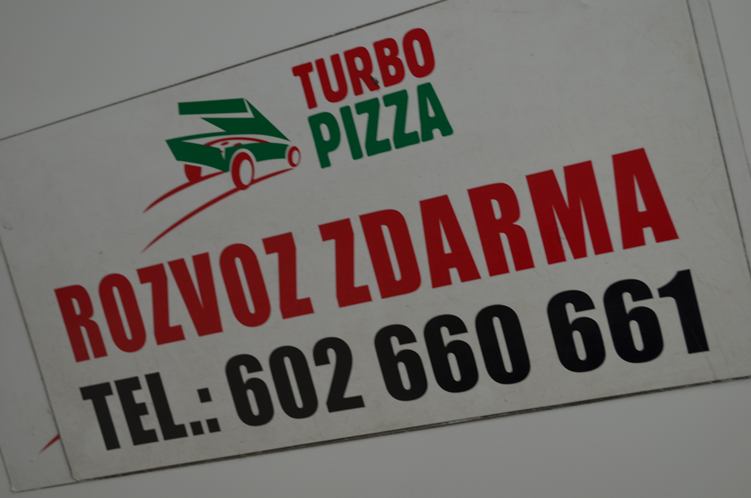 TURBO
PIZZA
ROZVOZ ZDARMA
TEL.: 602 660 661